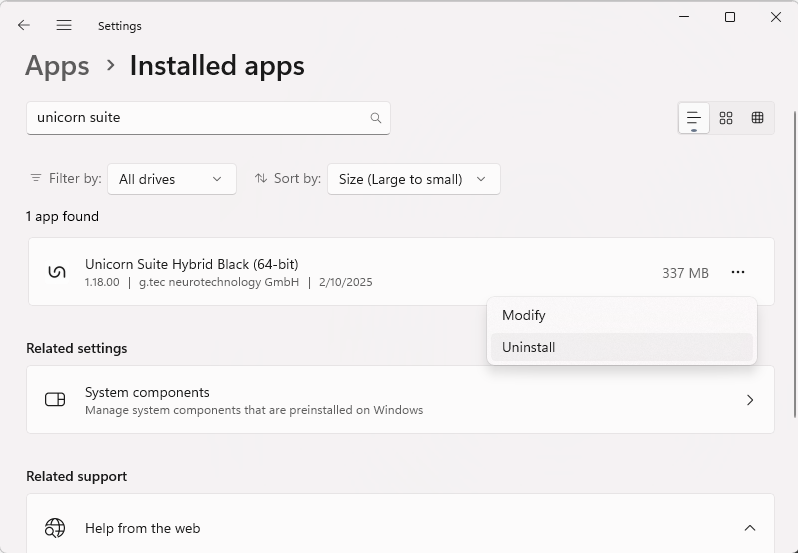 Settings
Apps > Installed apps
unicorn suite
Filter by: All drives Sort by: Size (Large to small)
1 app found
Unicorn Suite Hybrid Black (64-bit)
1.18.00 | g.tec neurotechnology GmbH | 2/10/2025
337 MB
Modify
Uninstall
Related settings
System components
Manage system components that are preinstalled on Windows
Related support
Help from the web